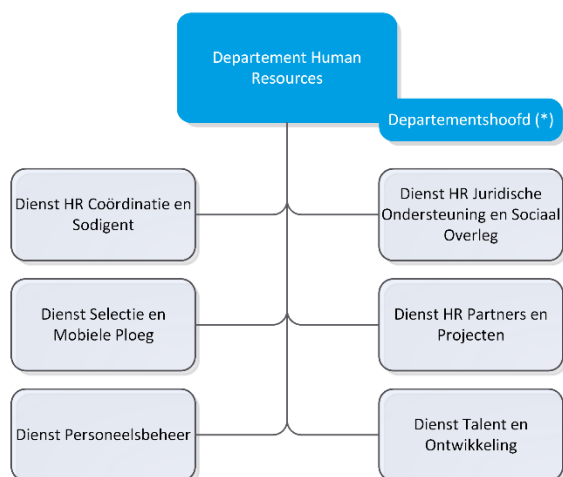 Departement Human
Resources
Departementshoofd (*)
Dienst HR Coördinatie en
Sodigent
Dienst HR Juridische
Ondersteuning en Sociaal
Overleg
Dienst Selectie en
Mobiele Ploeg
Dienst HR Partners en
Projecten
Dienst Personeelsbeheer
Dienst Talent en
Ontwikkeling